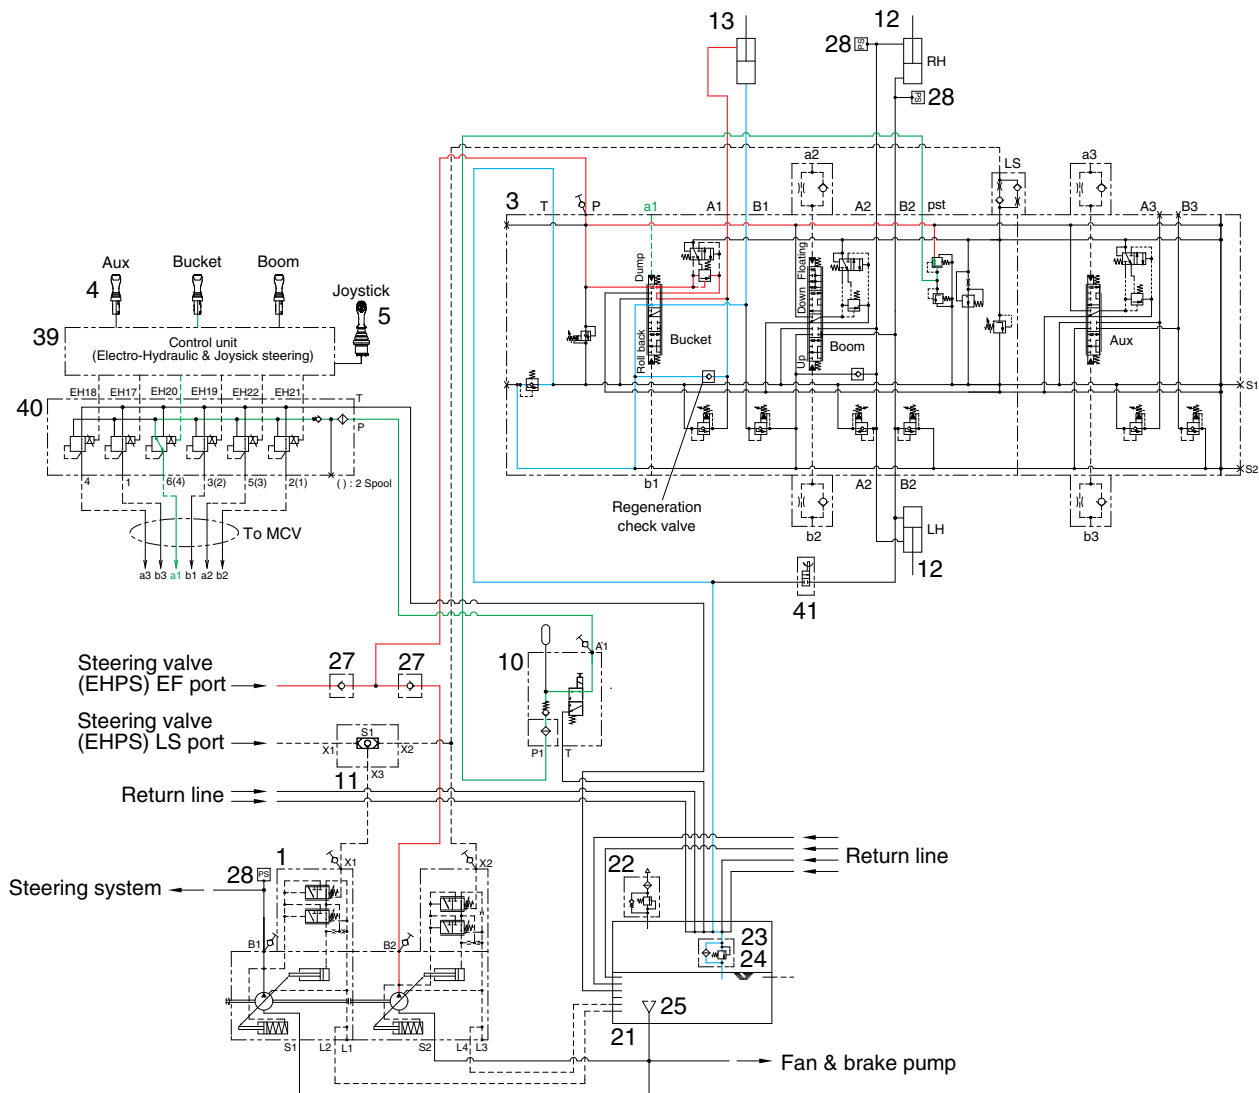 13
12
28
PS
RH
PS
28
a2
LS
a3
3
T
P
a1
A1
B1
A2
B2
pst
A3
B3
Aux
Bucket
Boom
4
Joystick
5
39
Control unit
(Electro-Hydraulic & Joysick steering)
Dump
Roll back
Bucket
Down
Floating
Up
Boom
Aux
EH18
EH17
EH20
EH19
EH22
EH21
40
T
P
S1
S2
4
1
6(4)
3(2)
5(3)
2(1)
( ) : 2 Spool
To MCV
a3
b3
a1
b1
a2
b2
b1
Regeneration
check valve
A2
B2
b2
b3
LH
12
41
Steering valve
(EHPS) EF port
27
27
10
A1
Steering valve
(EHPS) LS port
S1
X1
X2
X3
11
P1
T
Return line
Return line
1
X1
X2
28
PS
Steering system
22
B1
B2
23
24
25
21
S1
L2
L1
S2
L4
L3
Fan & brake pump